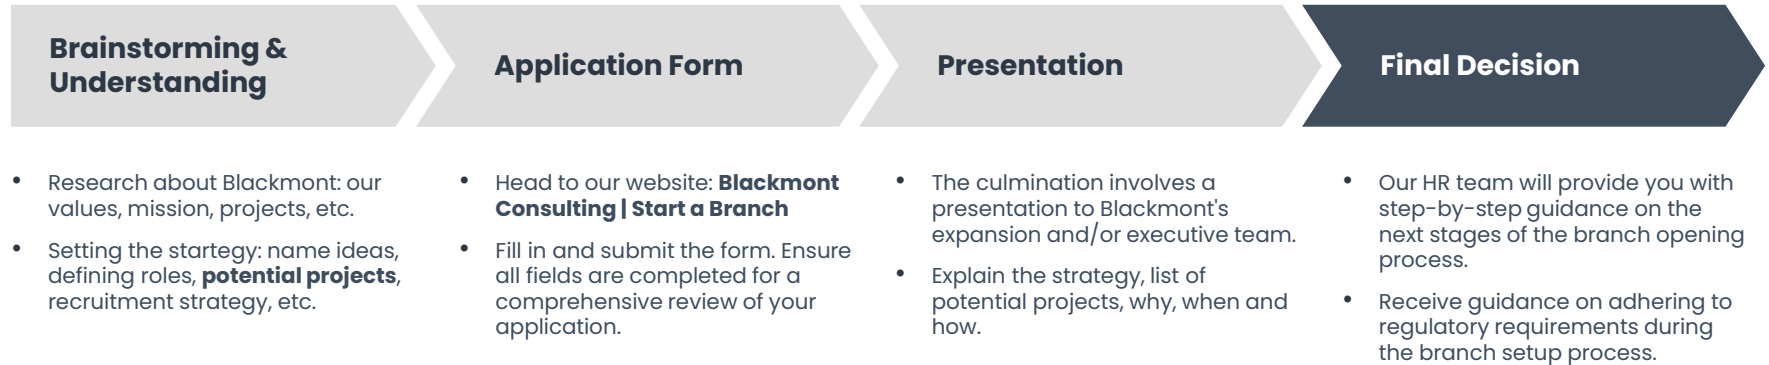 Brainstorming &
Understanding
Application Form
Presentation
Final Decision
• Research about Blackmont: our
values, mission, projects, etc.
• Setting the startegy: name ideas,
defining roles, potential projects,
recruitment strategy, etc.
• Head to our website: Blackmont
Consulting | Start a Branch
• Fill in and submit the form. Ensure
all fields are completed for a
comprehensive review of your
application.
• The culmination involves a
presentation to Blackmont's
expansion and/or executive team.
• Explain the strategy, list of
potential projects, why, when and
how.
• Our HR team will provide you with
step-by-step guidance on the
next stages of the branch opening
process.
• Receive guidance on adhering to
regulatory requirements during
the branch setup process.